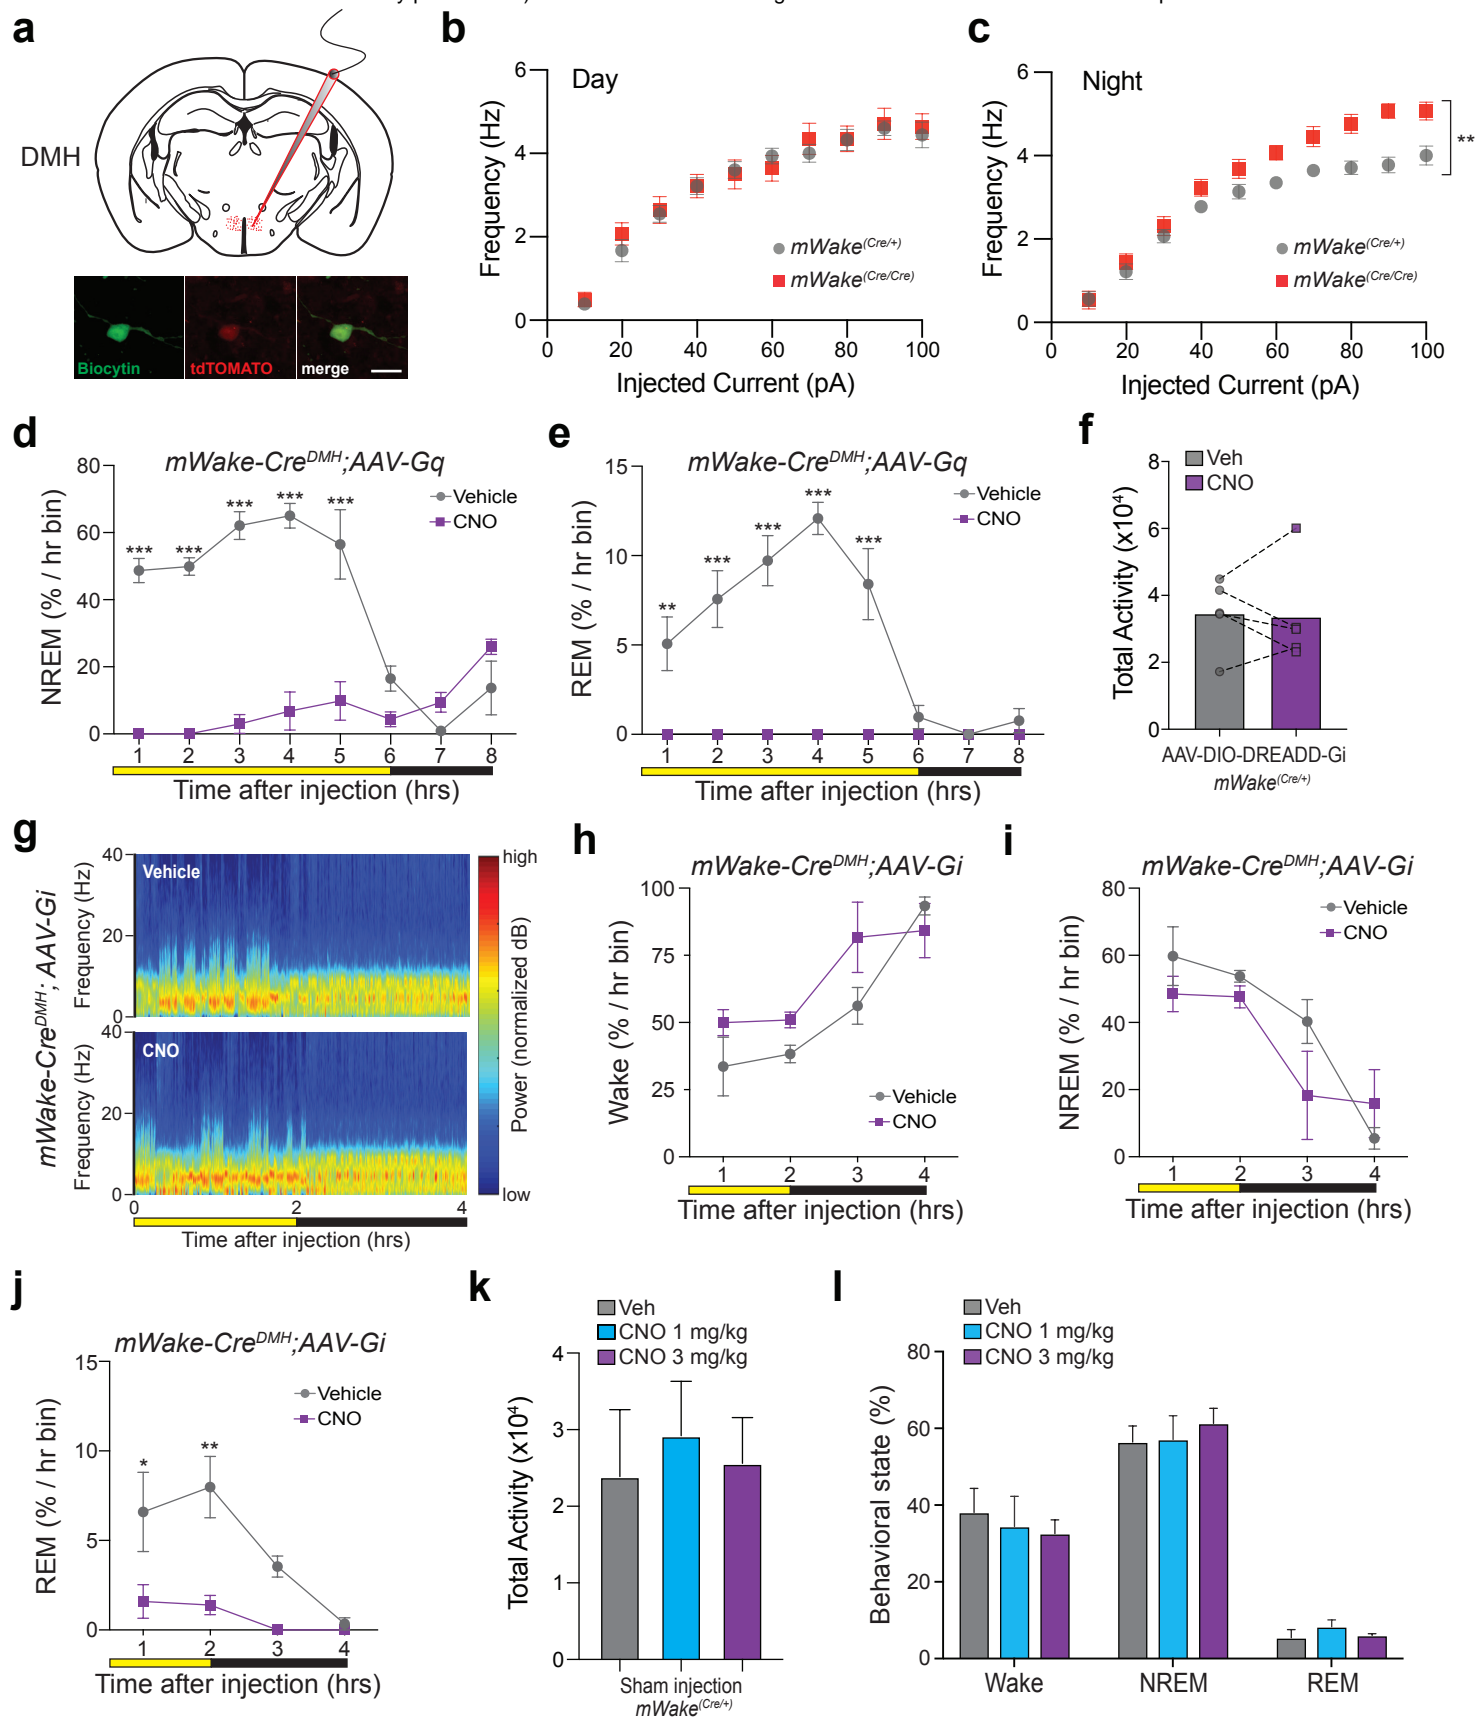 a
DMH
Biocytin
tdTOMATO
merge
b
Day
Frequency (Hz)
6
4
2
0
mWake(Cre/+)
mWake(Cre/Cre)
0 20 40 60 80 100
Injected Current (pA)
c
Night
Frequency (Hz)
6
4
2
0
**
mWake(Cre/+)
mWake(Cre/Cre)
0 20 40 60 80 100
Injected Current (pA)
d
mWake-CreDMH;AAV-Gq
NREM (% / hr bin)
80
60
40
20
0
*** *** *** *** ***
Vehicle
CNO
1 2 3 4 5 6 7 8
Time after injection (hrs)
e
mWake-CreDMH;AAV-Gq
REM (% / hr bin)
15
10
5
0
** *** *** *** ***
Vehicle
CNO
1 2 3 4 5 6 7 8
Time after injection (hrs)
f
Veh
CNO
Total Activity (x10⁴)
8
6
4
2
0
AAV-DIO-DREADD-Gi
mWake(Cre/+)
g
mWake-CreDMH; AAV-Gi
Frequency (Hz)
40
20
0
Vehicle
Frequency (Hz)
40
20
0
CNO
high
Power (normalized dB)
low
0 2 4
Time after injection (hrs)
h
mWake-CreDMH;AAV-Gi
Wake (% / hr bin)
100
75
50
25
0
Vehicle
CNO
1 2 3 4
Time after injection (hrs)
i
mWake-CreDMH;AAV-Gi
NREM (% / hr bin)
80
60
40
20
0
Vehicle
CNO
1 2 3 4
Time after injection (hrs)
j
mWake-CreDMH;AAV-Gi
REM (% / hr bin)
15
10
5
0
* **
Vehicle
CNO
1 2 3 4
Time after injection (hrs)
k
Veh
CNO 1 mg/kg
CNO 3 mg/kg
Total Activity (x10⁴)
4
3
2
1
0
Sham injection
mWake(Cre/+)
l
Veh
CNO 1 mg/kg
CNO 3 mg/kg
Behavioral state (%)
80
60
40
20
0
Wake NREM REM